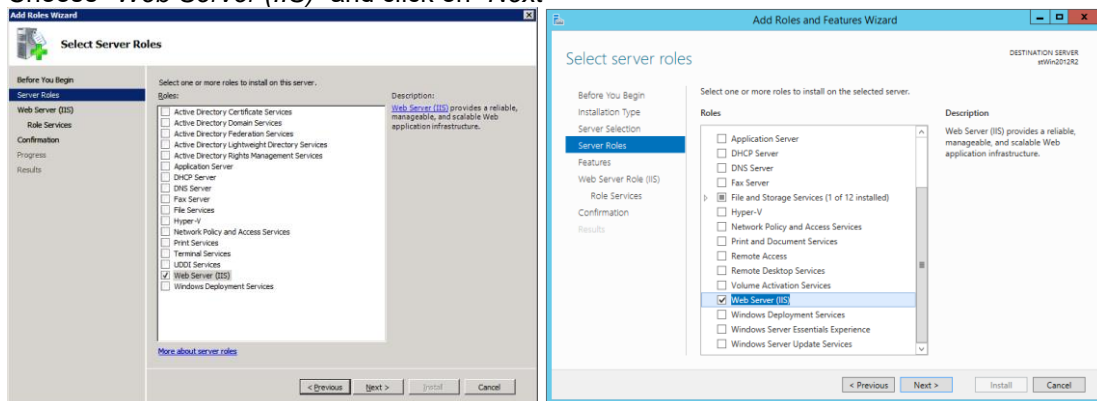 Choose "Web Server (IIS)" and click on "Next"
Add Roles Wizard
Select Server Roles
Before You Begin
Server Roles
Web Server (IIS)
Role Services
Confirmation
Progress
Results
Select one or more roles to install on this server.
Roles:
Active Directory Certificate Services
Active Directory Domain Services
Active Directory Federation Services
Active Directory Lightweight Directory Services
Active Directory Rights Management Services
Application Server
DHCP Server
DNS Server
Fax Server
File Services
Hyper-V
Network Policy and Access Services
Print Services
Terminal Services
UDDI Services
Web Server (IIS)
Windows Deployment Services
More about server roles
Description:
Web Server (IIS) provides a reliable,
manageable, and scalable Web
application infrastructure.
< Previous
Next >
Install
Cancel
Add Roles and Features Wizard
Select server roles
DESTINATION SERVER
stWin2012R2
Before You Begin
Installation Type
Server Selection
Server Roles
Features
Web Server Role (IIS)
Role Services
Confirmation
Results
Select one or more roles to install on the selected server.
Roles
Application Server
DHCP Server
DNS Server
Fax Server
File and Storage Services (1 of 12 installed)
Hyper-V
Network Policy and Access Services
Print and Document Services
Remote Access
Remote Desktop Services
Volume Activation Services
Web Server (IIS)
Windows Deployment Services
Windows Server Essentials Experience
Windows Server Update Services
Description
Web Server (IIS) provides a reliable,
manageable, and scalable Web
application infrastructure.
< Previous
Next >
Install
Cancel